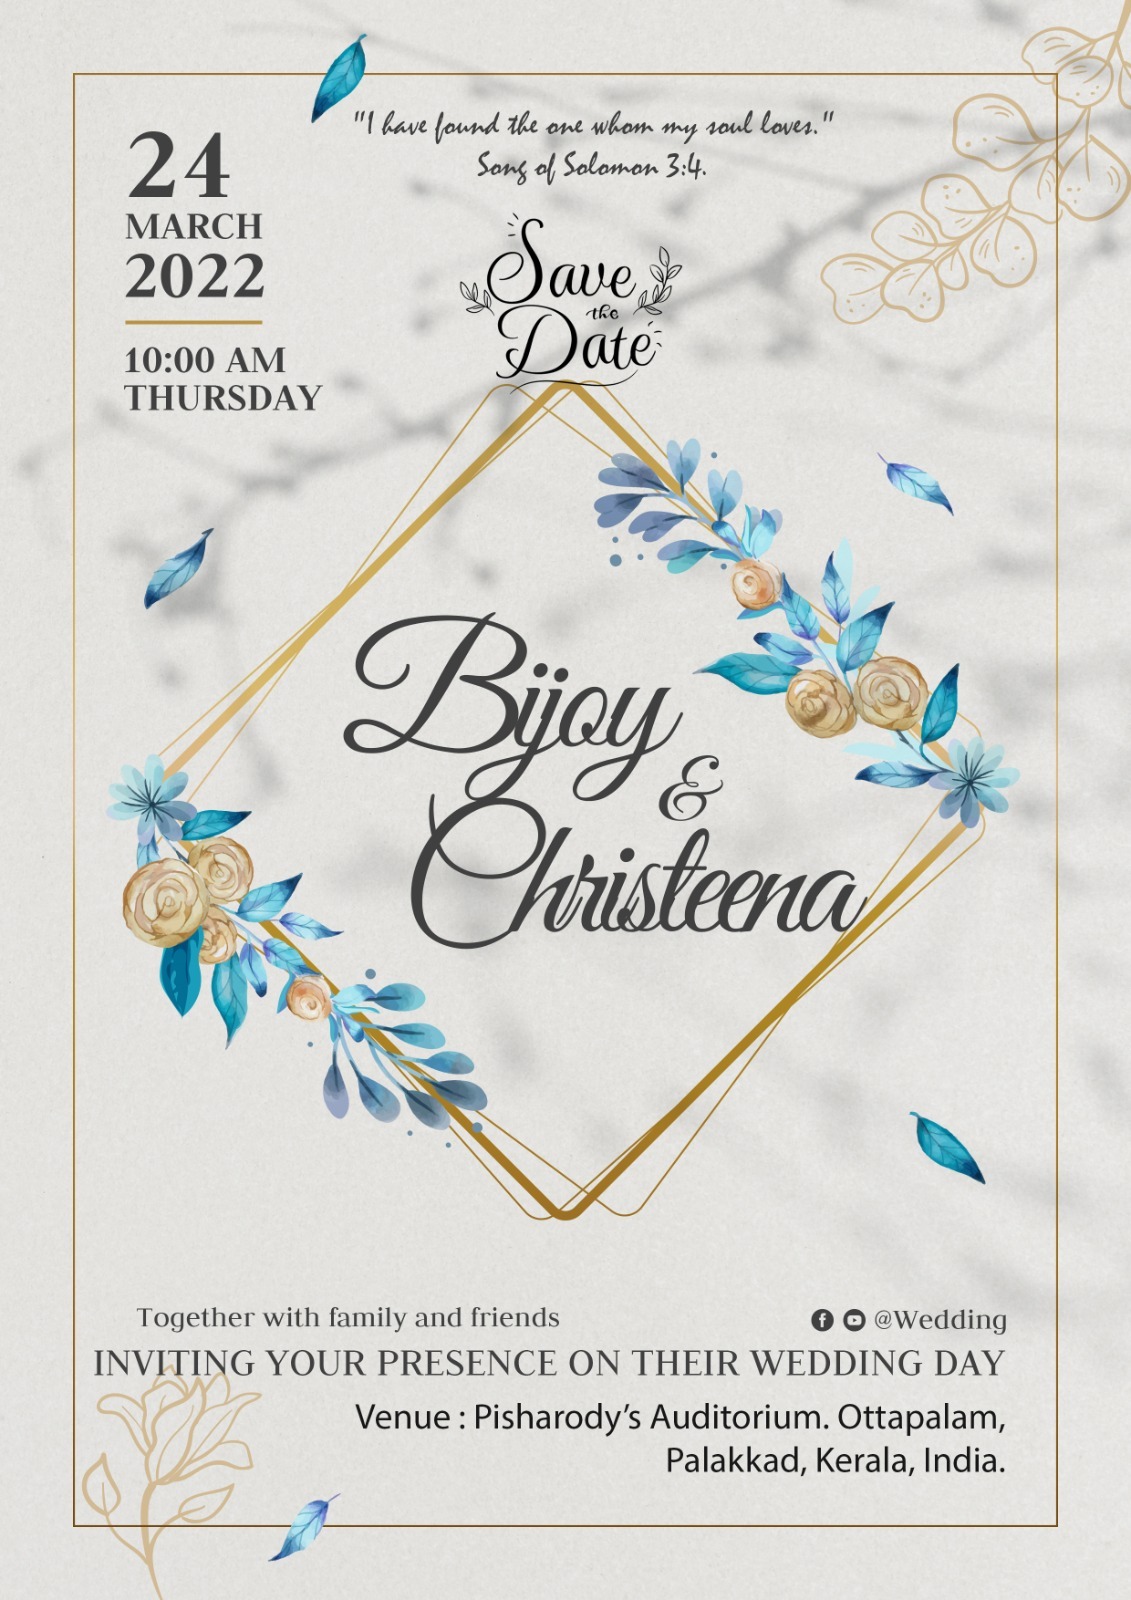 "I have found the one whom my soul loves."
Song of Solomon 3:4.
24
MARCH
2022
10:00 AM
THURSDAY
Save
the
Date
Bijoy
&
Christeena
Together with family and friends
@Wedding
INVITING YOUR PRESENCE ON THEIR WEDDING DAY
Venue : Pisharody's Auditorium. Ottapalam,
Palakkad, Kerala, India.